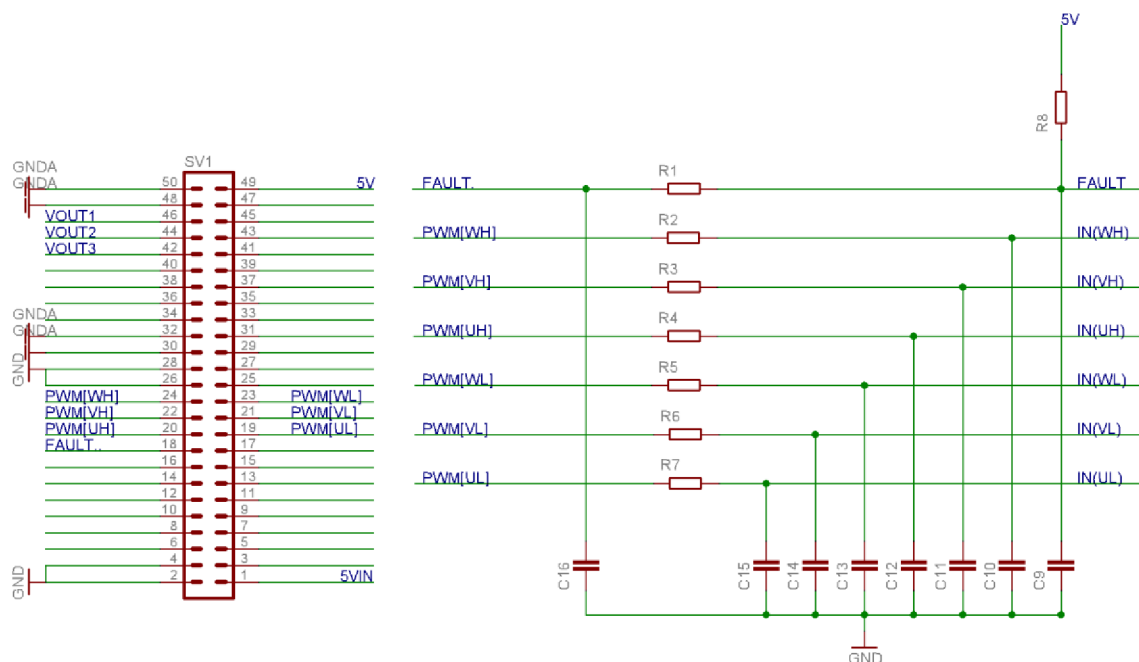 5V
R8
GNDA
GNDA
SV1
50 49 5V
48 47
VOUT1 46 45
VOUT2 44 43
VOUT3 42 41
40 39
38 37
36 35
GNDA
34 33
GNDA
32 31
30 29
GND
28 27
26 25
PWM[WH] 24 23 PWM[WL]
PWM[VH] 22 21 PWM[VL]
PWM[UH] 20 19 PWM[UL]
FAULT.. 18 17
16 15
14 13
12 11
10 9
8 7
6 5
4 3
GND
2 1 5VIN
FAULT. R1 FAULT
PWM[WH] R2 IN(WH)
PWM[VH] R3 IN(VH)
PWM[UH] R4 IN(UH)
PWM[WL] R5 IN(WL)
PWM[VL] R6 IN(VL)
PWM[UL] R7 IN(UL)
C16 C15 C14 C13 C12 C11 C10 C9
GND